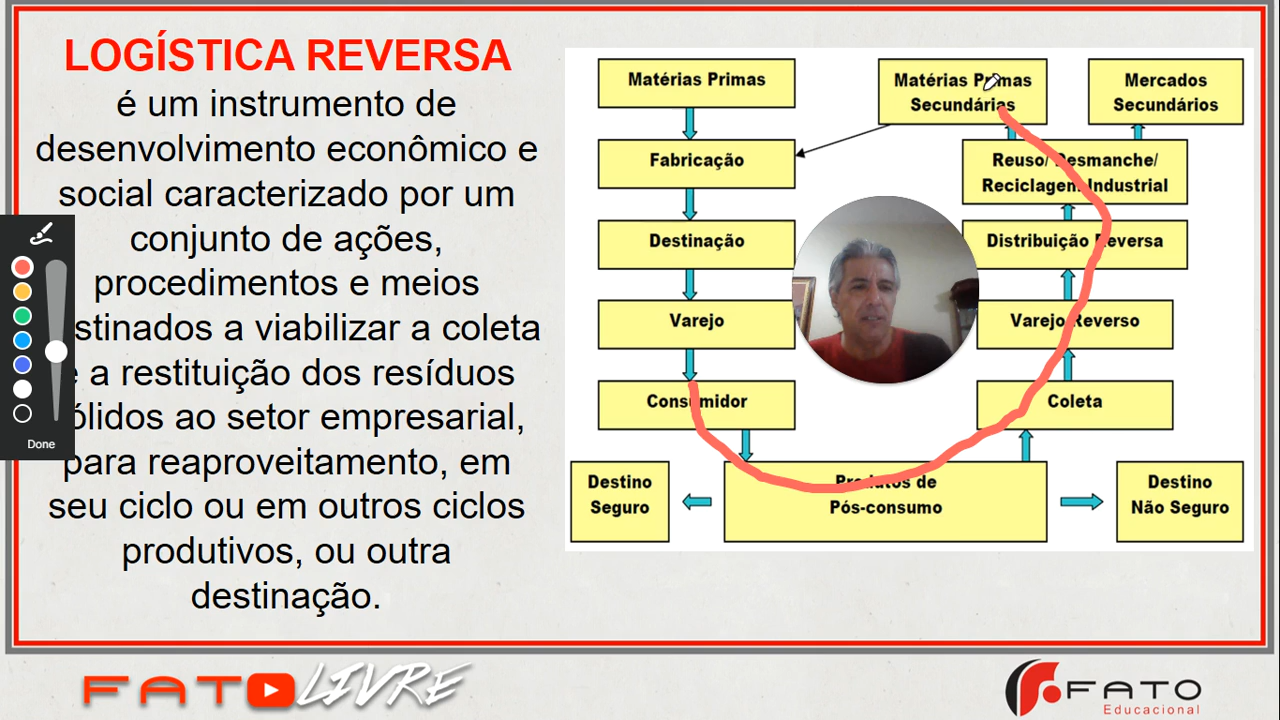 LOGÍSTICA REVERSA
é um instrumento de
desenvolvimento econômico e
social caracterizado por um
conjunto de ações,
procedimentos e meios
stinados a viabilizar a coleta
e a restituição dos resíduos
ólidos ao setor empresarial,
para reaproveitamento, em
seu ciclo ou em outros ciclos
produtivos, ou outra
destinação.
Done
Matérias Primas
Fabricação
Destinação
Varejo
Consumidor
Destino
Seguro
Produtos de
Pós-consumo
Destino
Não Seguro
Coleta
Varejo Reverso
Distribuição Reversa
Reuso/ Desmanche/
Reciclagem Industrial
Matérias Primas
Secundárias
Mercados
Secundários
FATO LIVRE
FATO
Educacional